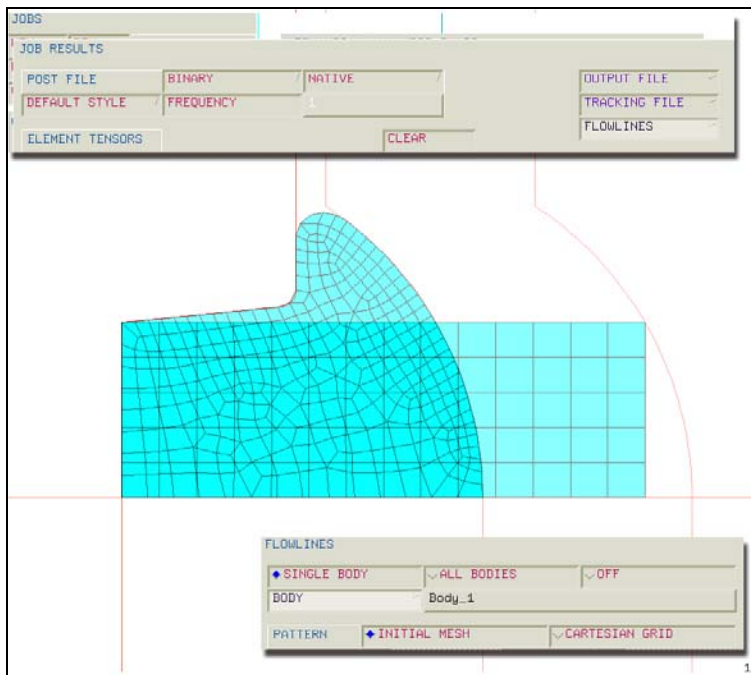 JOBS
JOB RESULTS
POST FILE BINARY NATIVE OUTPUT FILE
DEFAULT STYLE FREQUENCY 1 TRACKING FILE
FLOWLINES
ELEMENT TENSORS CLEAR
FLOWLINES
SINGLE BODY ALL BODIES OFF
BODY Body_1
PATTERN INITIAL MESH CARTESIAN GRID
1